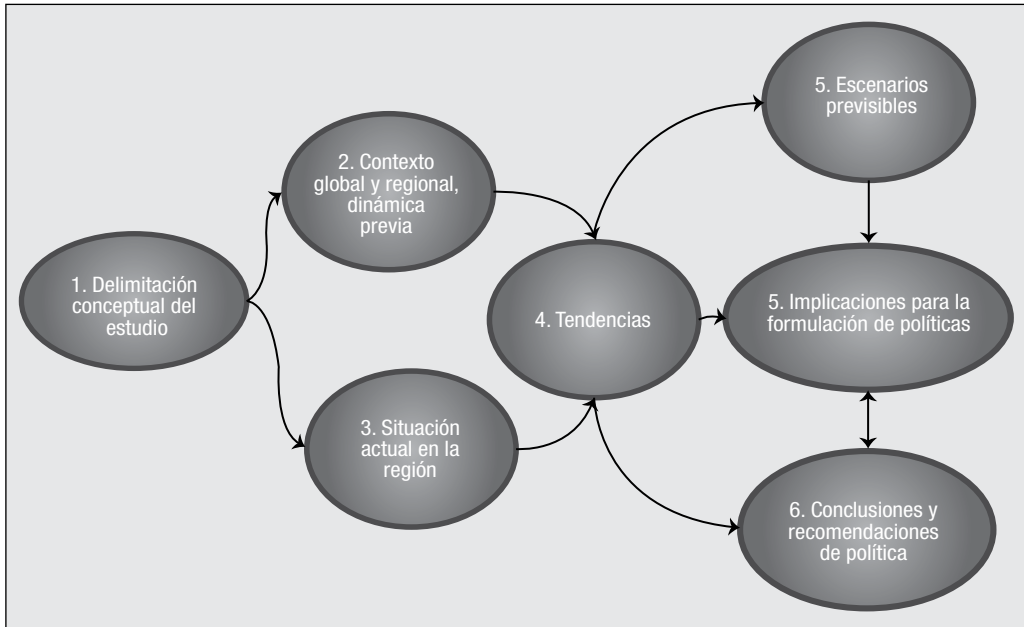 1. Delimitación
conceptual del
estudio
2. Contexto
global y regional,
dinámica
previa
3. Situación
actual en la
región
4. Tendencias
5. Escenarios
previsibles
5. Implicaciones para la
formulación de políticas
6. Conclusiones y
recomendaciones
de política